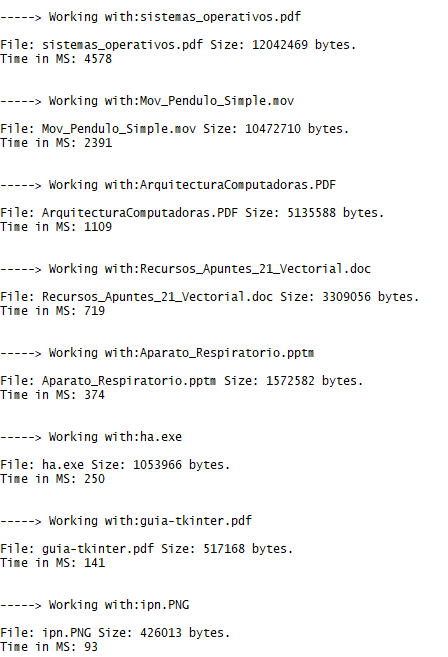 -----> Working with:sistemas_operativos.pdf
File: sistemas_operativos.pdf Size: 12042469 bytes.
Time in MS: 4578
-----> Working with:Mov_Pendulo_Simple.mov
File: Mov_Pendulo_Simple.mov Size: 10472710 bytes.
Time in MS: 2391
-----> Working with:ArquitecturaComputadoras.PDF
File: ArquitecturaComputadoras.PDF Size: 5135588 bytes.
Time in MS: 1109
-----> Working with:Recursos_Apuntes_21_Vectorial.doc
File: Recursos_Apuntes_21_Vectorial.doc Size: 3309056 bytes.
Time in MS: 719
-----> Working with:Aparato_Respiratorio.pptm
File: Aparato_Respiratorio.pptm Size: 1572582 bytes.
Time in MS: 374
-----> Working with:ha.exe
File: ha.exe Size: 1053966 bytes.
Time in MS: 250
-----> Working with:guia-tkinter.pdf
File: guia-tkinter.pdf Size: 517168 bytes.
Time in MS: 141
-----> Working with:ipn.PNG
File: ipn.PNG Size: 426013 bytes.
Time in MS: 93